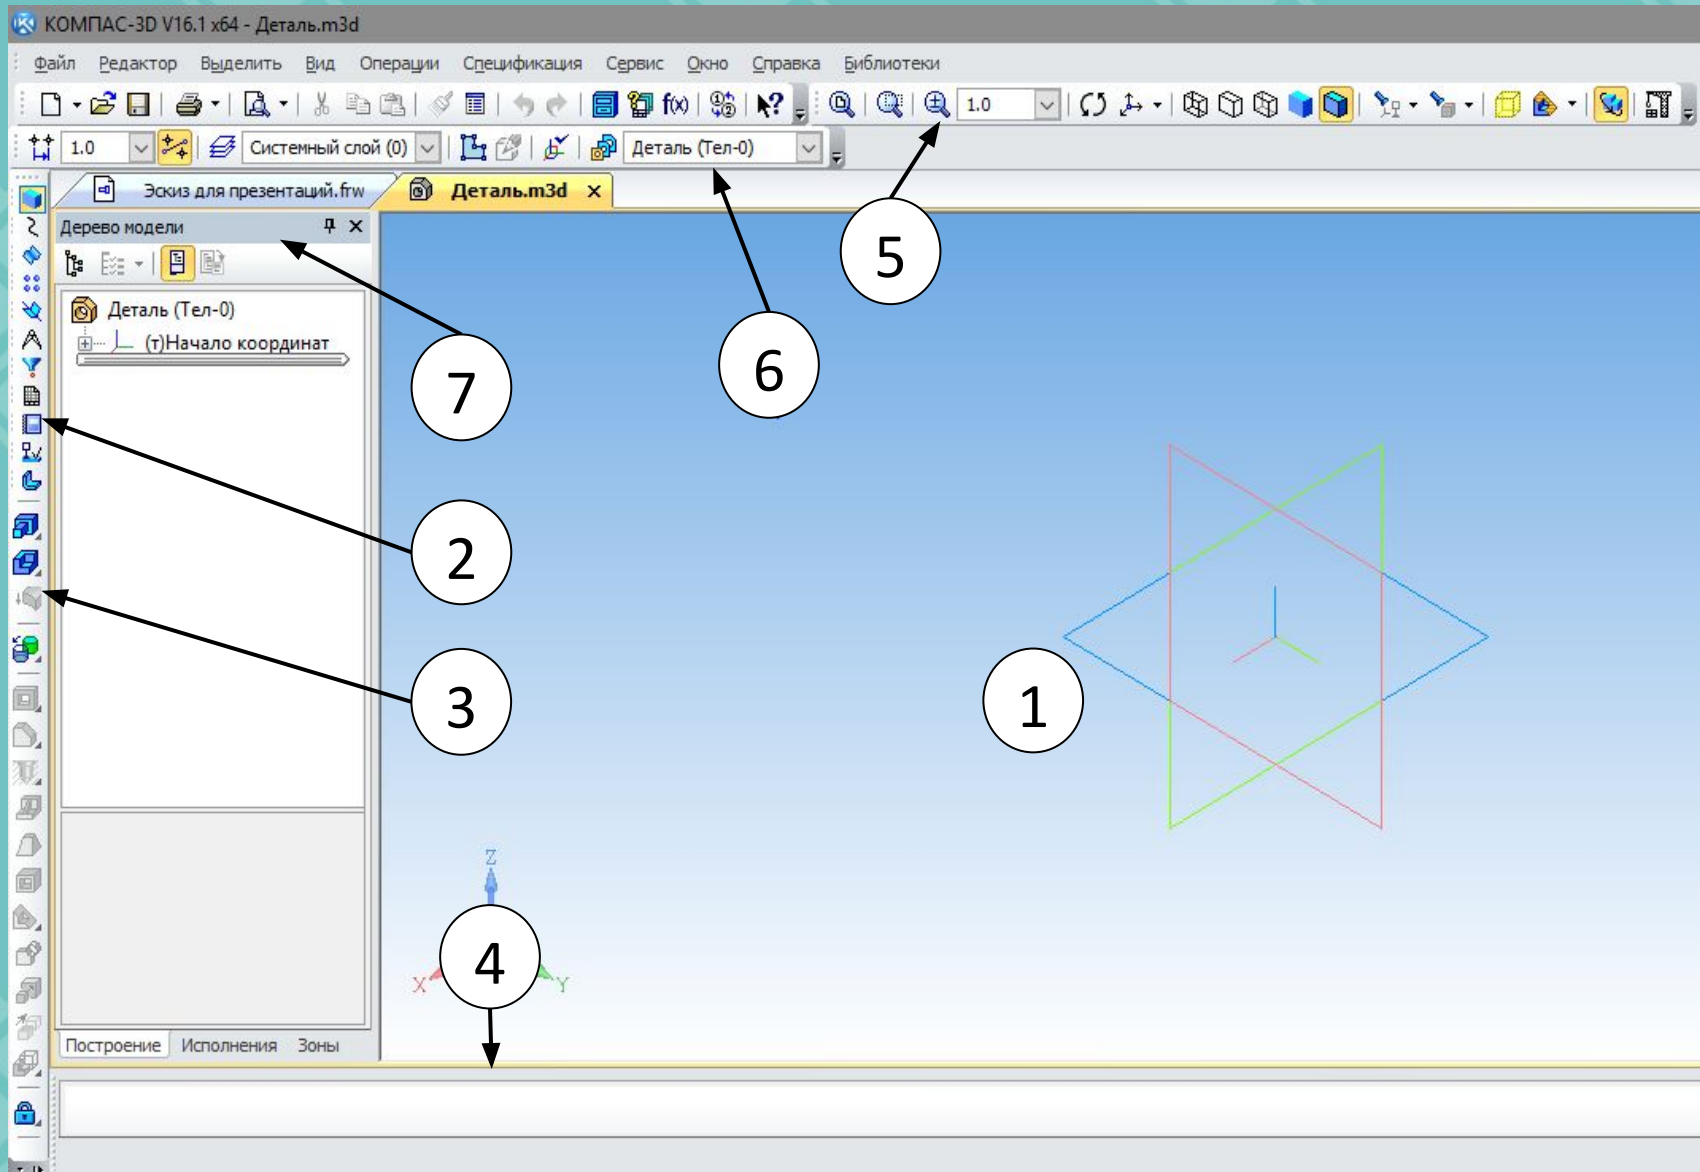 КОМПАС-3D V16.1 x64 - Деталь.m3d
Файл Редактор Выделить Вид Операции Спецификация Сервис Окно Справка Библиотеки
f(x) 1.0
1.0 Системный слой (0) Деталь (Тел-0)
Эскиз для презентаций.frw Деталь.m3d
Дерево модели
5
Деталь (Тел-0)
(т)Начало координат
6
7
2
3
1
Z
4
X
Y
Построение Исполнения Зоны